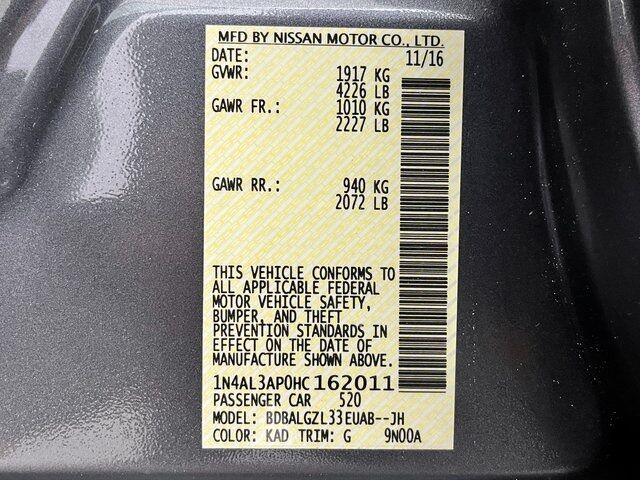 MFD BY NISSAN MOTOR CO., LTD.
DATE: 11/16
GVWR: 1917 KG
4226 LB
GAWR FR.: 1010 KG
2227 LB
GAWR RR.: 940 KG
2072 LB
THIS VEHICLE CONFORMS TO
ALL APPLICABLE FEDERAL
MOTOR VEHICLE SAFETY,
BUMPER, AND THEFT
PREVENTION STANDARDS IN
EFFECT ON THE DATE OF
MANUFACTURE SHOWN ABOVE.
1N4AL3AP0HC162011
PASSENGER CAR 520
MODEL: BDBALGZL33EUAB--JH
COLOR: KAD TRIM: G 9N00A